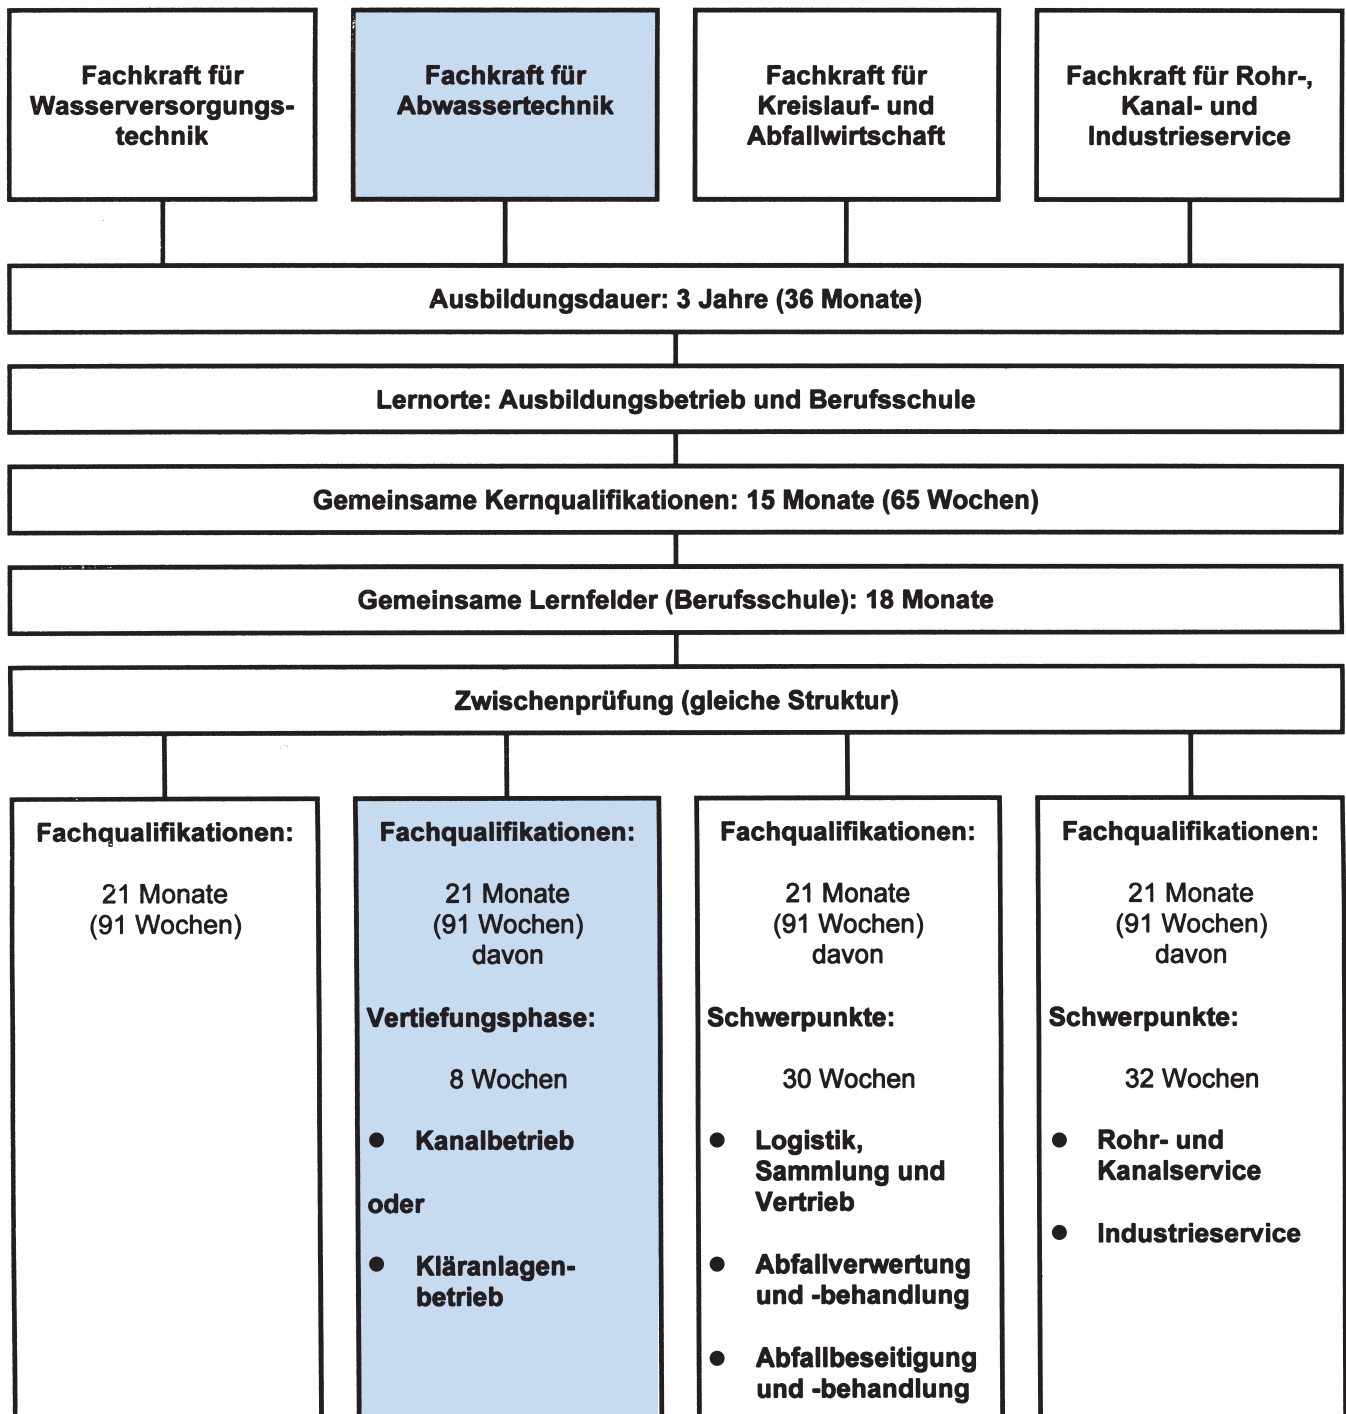 Fachkraft für
Wasserversorgungs-
technik
Fachkraft für
Abwassertechnik
Fachkraft für
Kreislauf- und
Abfallwirtschaft
Fachkraft für Rohr-,
Kanal- und
Industrieservice
Ausbildungsdauer: 3 Jahre (36 Monate)
Lernorte: Ausbildungsbetrieb und Berufsschule
Gemeinsame Kernqualifikationen: 15 Monate (65 Wochen)
Gemeinsame Lernfelder (Berufsschule): 18 Monate
Zwischenprüfung (gleiche Struktur)
Fachqualifikationen:
21 Monate
(91 Wochen)
Fachqualifikationen:
21 Monate
(91 Wochen)
davon
Vertiefungsphase:
8 Wochen
● Kanalbetrieb
oder
● Kläranlagen-
betrieb
Fachqualifikationen:
21 Monate
(91 Wochen)
davon
Schwerpunkte:
30 Wochen
● Logistik,
Sammlung und
Vertrieb
● Abfallverwertung
und -behandlung
● Abfallbeseitigung
und -behandlung
Fachqualifikationen:
21 Monate
(91 Wochen)
davon
Schwerpunkte:
32 Wochen
● Rohr- und
Kanalservice
● Industrieservice